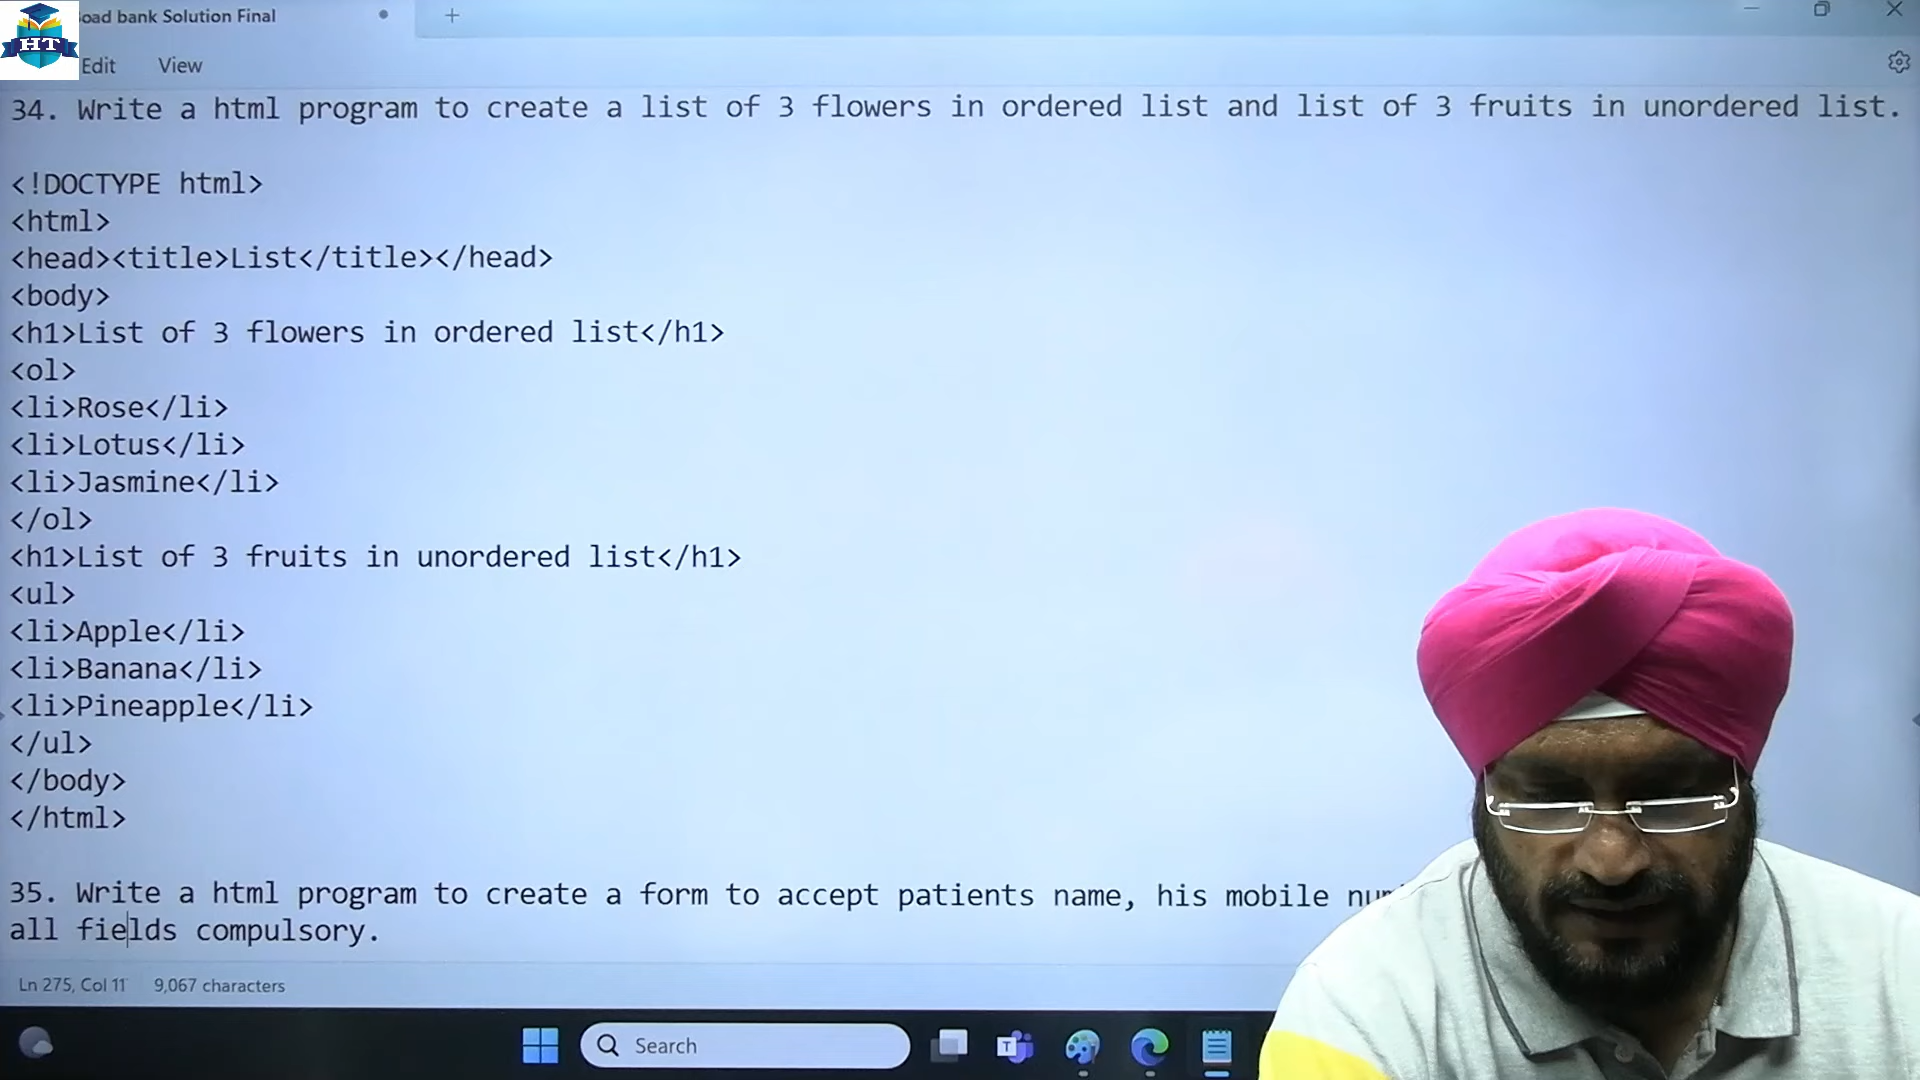 HT
oad bank Solution Final
Edit View
34. Write a html program to create a list of 3 flowers in ordered list and list of 3 fruits in unordered list.
<!DOCTYPE html>
<html>
<head><title>List</title></head>
<body>
<h1>List of 3 flowers in ordered list</h1>
<ol>
<li>Rose</li>
<li>Lotus</li>
<li>Jasmine</li>
</ol>
<h1>List of 3 fruits in unordered list</h1>
<ul>
<li>Apple</li>
<li>Banana</li>
<li>Pineapple</li>
</ul>
</body>
</html>
35. Write a html program to create a form to accept patients name, his mobile
all fields compulsory.
Ln 275, Col 11 9,067 characters
Search
T